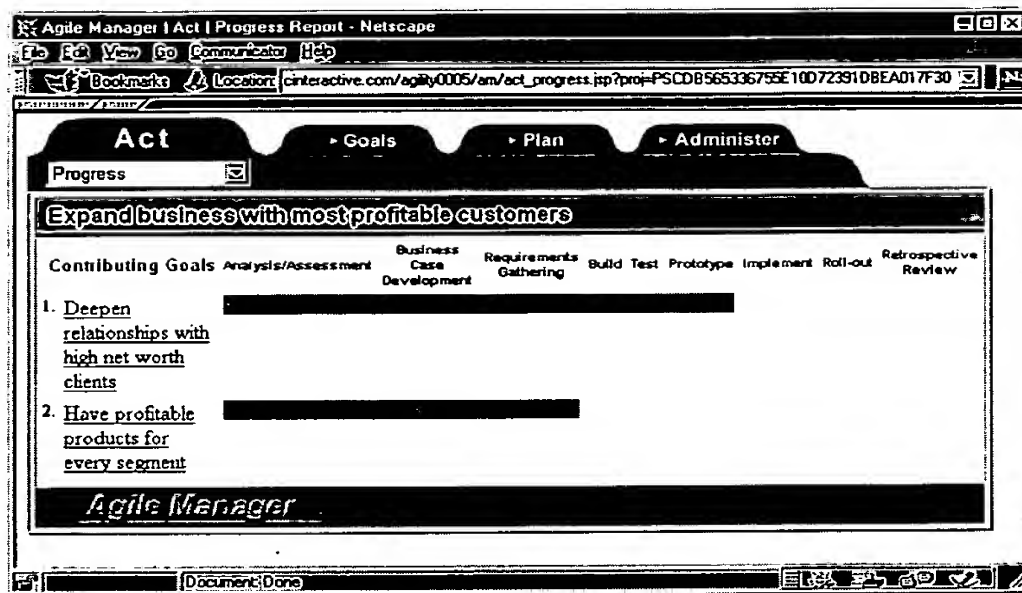 Agile Manager | Act | Progress Report - Netscape
File Edit View Go Communicator Help
Bookmarks Location: cinteractive.com/agility0005/am/act_progress.jsp?proj=PSCDB565336755E10D72391DBEA017F30
Act Goals Plan Administer
Progress
Expand business with most profitable customers
Contributing Goals Analysis/Assessment Business Case Development Requirements Gathering Build Test Prototype Implement Roll-out Retrospective Review
1. Deepen
relationships with
high net worth
clients
2. Have profitable
products for
every segment
Agile Manager
Document: Done